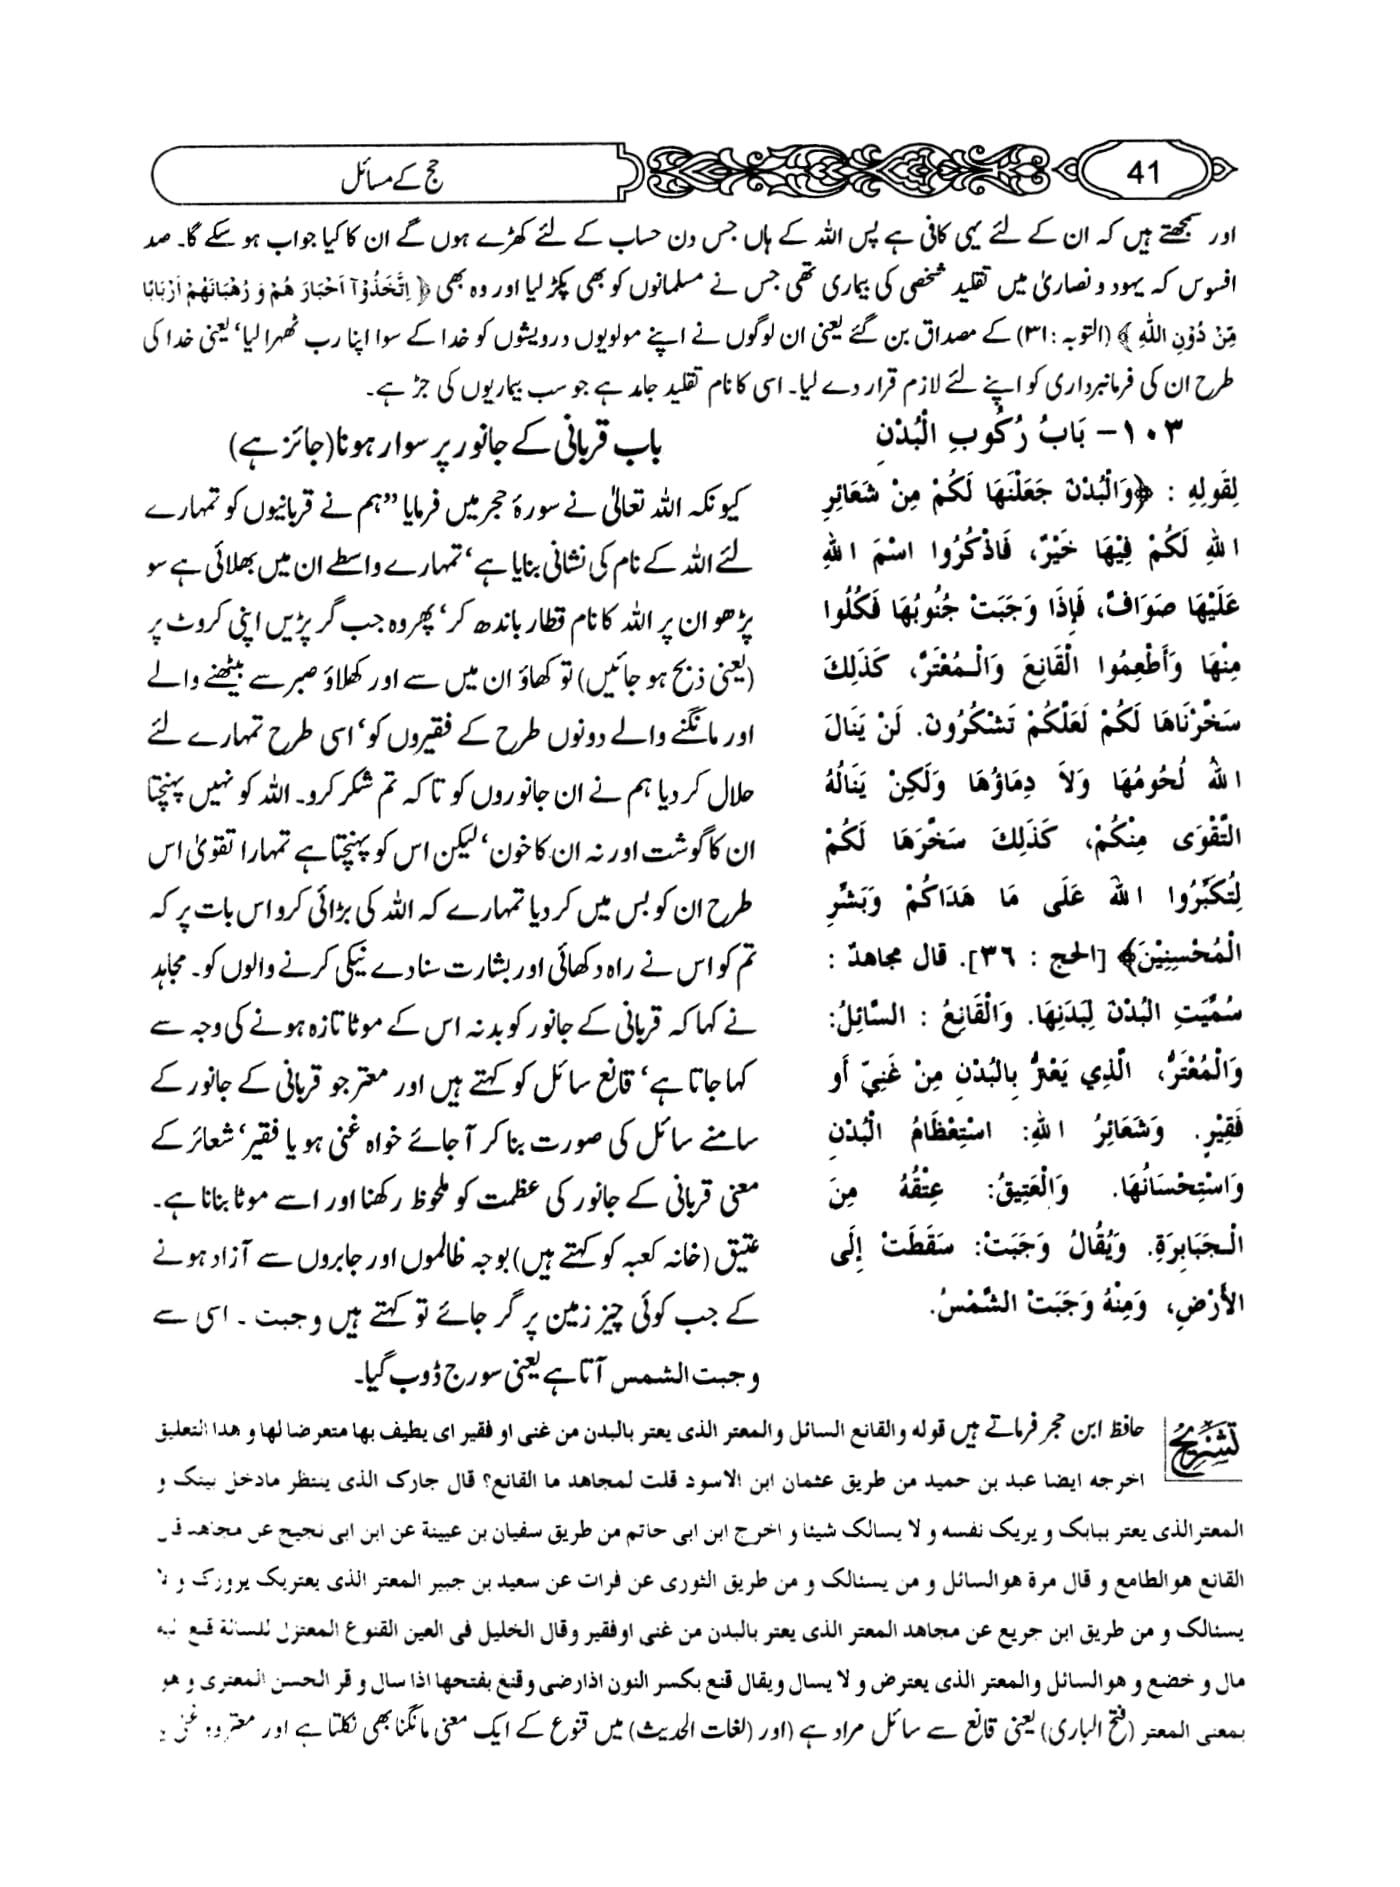 41
حج کے مسائل
اور سمجھتے ہیں کہ ان کے لئے یہی کافی ہے پس اللہ کے ہاں جس دن حساب کے لئے کھڑے ہوں گے ان کا کیا جواب ہو سکے گا۔ صد
افسوس کہ یہود و نصاریٰ میں تقلید شخصی کی بیماری تھی جس نے مسلمانوں کو بھی پکڑ لیا اور وہ بھی ﴿ اِتَّخَذُوْآ اَحْبَارَ هُمْ وَ رُهْبَانَهُمْ اَرْبَابًا
مِّنْ دُوْنِ اللّٰهِ ﴾ (التوبہ : ۳۱) کے مصداق بن گئے یعنی ان لوگوں نے اپنے مولویوں درویشوں کو خدا کے سوا اپنا رب ٹھہرا لیا' یعنی خدا کی
طرح ان کی فرمانبرداری کو اپنے لئے لازم قرار دے لیا۔ اسی کا نام تقلید جامد ہے جو سب بیماریوں کی جڑ ہے۔
۱۰۳– بَابُ رُكُوبِ الْبُدْنِ
لِقَولِهِ : ﴿وَالْبُدْنَ جَعَلْنَهَا لَكُمْ مِنْ شَعَائِرِ
اللهِ لَكُمْ فِيْهَا خَيْرٌ، فَاذْكُرُوا اسْمَ اللهِ
عَلَيْهَا صَوَافَّ، فَإِذَا وَجَبَتْ جُنُوبُهَا فَكُلُوا
مِنْهَا وَأَطْعِمُوا الْقَانِعَ وَالْمُعْتَرَّ، كَذَلِكَ
سَخَّرْنَاهَا لَكُمْ لَعَلَّكُمْ تَشْكُرُونَ. لَنْ يَنَالَ
اللهُ لُحُومُهَا وَلاَ دِمَاؤُهَا وَلَكِنْ يَنَالُهُ
التَّقْوَى مِنْكُمْ، كَذَلِكَ سَخَّرَهَا لَكُمْ
لِتُكَبِّرُوا اللهَ عَلَى مَا هَدَاكُمْ وَبَشِّرِ
الْمُحْسِنِيْنَ﴾ [الحج : ٣٦]. قال مجاهدٌ :
سُمِّيَتِ البُدْنَ لِبَدَنِهَا. وَالْقَانِعُ : السَّائِلُ:
وَالْمُعْتَرُّ، الَّذِي يَعْتَرُّ بِالبُدْنِ مِنْ غَنِيّ أَو
فَقِيْرٍ. وَشَعَائِرُ اللهِ: اسْتِعْظَامُ الْبُدْنِ
وَاسْتِحْسَانُهَا. وَالْعَتِيقُ: عِتْقُهُ مِنَ
الْجَبَابِرَةِ. وَيُقَالُ وَجَبَتْ: سَقَطَتْ إِلَى
الأَرْضِ، وَمِنْهُ وَجَبَتْ الشَّمْسُ.
باب قربانی کے جانور پر سوار ہونا (جائز ہے)
کیونکہ اللہ تعالیٰ نے سورۂ حجر میں فرمایا ”ہم نے قربانیوں کو تمہارے
لئے اللہ کے نام کی نشانی بنایا ہے' تمہارے واسطے ان میں بھلائی ہے سو
پڑھو ان پر اللہ کا نام قطار باندھ کر' پھر وہ جب گر پڑیں اپنی کروٹ پر
(یعنی ذبح ہو جائیں) تو کھاؤ ان میں سے اور کھلاؤ صبر سے بیٹھنے والے
اور مانگنے والے دونوں طرح کے فقیروں کو' اسی طرح تمہارے لئے
حلال کر دیا ہم نے ان جانوروں کو تا کہ تم شکر کرو۔ اللہ کو نہیں پہنچتا
ان کا گوشت اور نہ ان کا خون' لیکن اس کو پہنچتا ہے تمہارا تقویٰ اس
طرح ان کو بس میں کر دیا تمہارے کہ اللہ کی بڑائی کرو اس بات پر کہ
تم کو اس نے راہ دکھائی اور بشارت سنا دے نیکی کرنے والوں کو۔ مجاہد
نے کہا کہ قربانی کے جانور کو بدنہ اس کے موٹا تازہ ہونے کی وجہ سے
کہا جاتا ہے' قانع سائل کو کہتے ہیں اور معتر جو قربانی کے جانور کے
سامنے سائل کی صورت بنا کر آ جائے خواہ غنی ہو یا فقیر' شعائر کے
معنی قربانی کے جانور کی عظمت کو ملحوظ رکھنا اور اسے موٹا بنانا ہے۔
عتیق (خانہ کعبہ کو کہتے ہیں) بوجہ ظالموں اور جابروں سے آزاد ہونے
کے جب کوئی چیز زمین پر گر جائے تو کہتے ہیں وجبت ۔ اسی سے
وجبت الشمس آتا ہے یعنی سورج ڈوب گیا۔
تشریح
حافظ ابن حجر فرماتے ہیں قوله والقانع السائل والمعتر الذی یعتر بالبدن من غنی او فقیر ای یطیف بها متعرضا لها و هذا التعلیق
اخرجه ایضا عبد بن حمید من طریق عثمان ابن الاسود قلت لمجاهد ما القانع؟ قال جارک الذی ینتظر مادخل بیتک و
المعتر الذی یعتر ببابک و یریک نفسه و لا یسالک شیئا و اخرج ابن ابی حاتم من طریق سفیان بن عیینة عن ابن ابی نجیح عن مجاهد
القانع هوالطامع و قال مرة هوالسائل و من یسئالک و من طریق الثوری عن فرات عن سعید بن جبیر المعتر الذی یعتریک یزورک و لا
یسئالک و من طریق ابن جریع عن مجاهد المعتر الذی یعتر بالبدن من غنی اوفقیر وقال الخلیل فی العین القنوع المعتزل للسالة قنع الیه
مال و خضع و هوالسائل والمعتر الذی یعترض و لا یسال ویقال قنع بکسر النون اذارضی وقنع بفتحها اذا سال و قر الحسن المعتری و هو
بمعنی المعتر (فتح الباری) یعنی قانع سے سائل مراد ہے (اور (لغات الحدیث) میں قنوع کے ایک معنی مانگنا بھی نکلتا ہے اور معتر وہ غنی